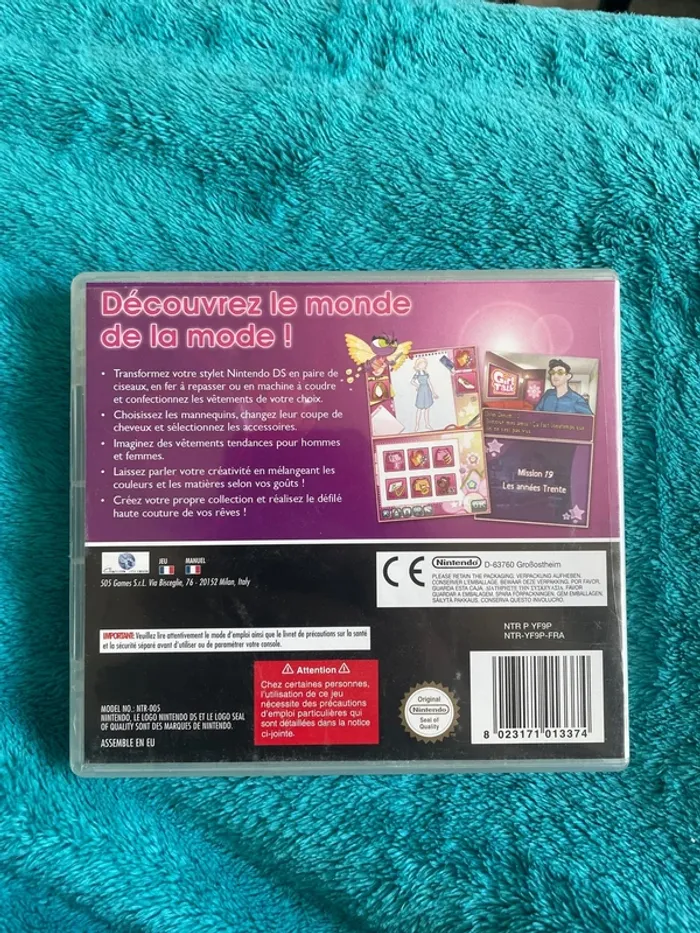 Découvrez le monde
de la mode !
• Transformez votre stylet Nintendo DS en paire de
ciseaux, en fer à repasser ou en machine à coudre
et confectionnez les vêtements de votre choix.
• Choisissez les mannequins, changez leur coupe de
cheveux et sélectionnez les accessoires.
• Imaginez des vêtements tendances pour hommes
et femmes.
• Laissez parler votre créativité en mélangeant les
couleurs et les matières selon vos goûts !
• Créez votre propre collection et réalisez le défilé
haute couture de vos rêves !
Girl
Talk
Mission 19
Les années Trente
JEU
MANUEL
505 Games S.r.L. Via Bisceglie, 76 - 20152 Milan, Italy
CE
Nintendo
D-63760 Großostheim
PLEASE RETAIN THE PACKAGING. VERPACKUNG AUFHEBEN.
CONSERVER L'EMBALLAGE. BEWAAR DEZE VERPAKKING. POR FAVOR,
GUARDA ESTA CAJA. ΔΙΑΤΗΡΗΣΤΕ ΤΗΝ ΣΥΣΚΕΥΑΣΙΑ. FAVOR
GUARDAR A EMBALAGEM. SPARA FÖRPACKNINGEN. GEM EMBALLAGEN.
SÄILYTÄ PAKKAUS. CONSERVA QUESTO INVOLUCRO.
NTR P YF9P
NTR-YF9P-FRA
IMPORTANT: Veuillez lire attentivement le mode d'emploi ainsi que le livret de précautions sur la santé
et la sécurité séparé avant d'utiliser ou de paramétrer votre console.
Attention
Chez certaines personnes,
l'utilisation de ce jeu
nécessite des précautions
d'emploi particulières qui
sont détaillées dans la notice
ci-jointe.
MODEL NO.: NTR-005
NINTENDO, LE LOGO NINTENDO DS ET LE LOGO SEAL
OF QUALITY SONT DES MARQUES DE NINTENDO.
ASSEMBLE EN EU
Original
Nintendo
Seal of
Quality
8 023171 013374